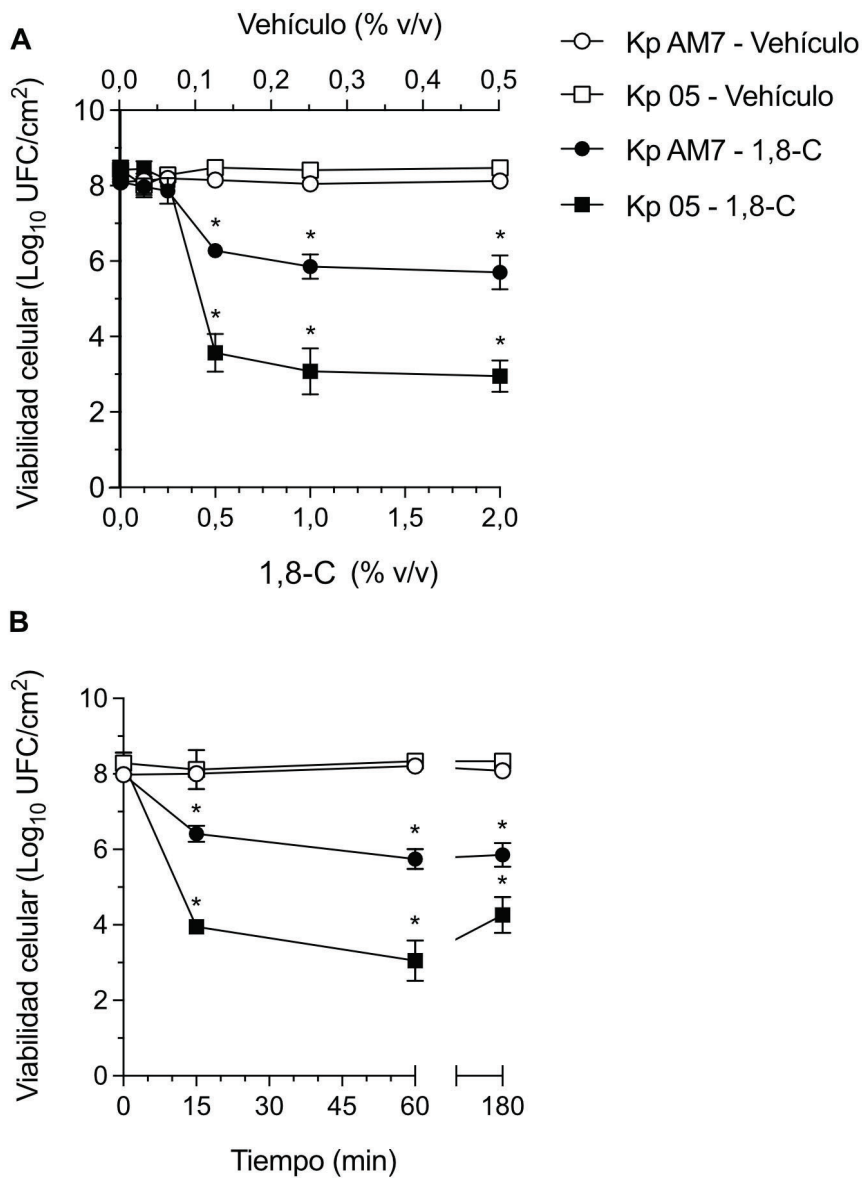 A
Vehículo (% v/v)
0,0 0,1 0,2 0,3 0,4 0,5
Kp AM7 - Vehículo
Kp 05 - Vehículo
Kp AM7 - 1,8-C
Kp 05 - 1,8-C
Viabilidad celular (Log10 UFC/cm2)
10
8
6
4
2
0
* * *
* * *
0,0 0,5 1,0 1,5 2,0
1,8-C (% v/v)
B
Viabilidad celular (Log10 UFC/cm2)
10
8
6
4
2
0
* * *
* * *
0 15 30 45 60 180
Tiempo (min)